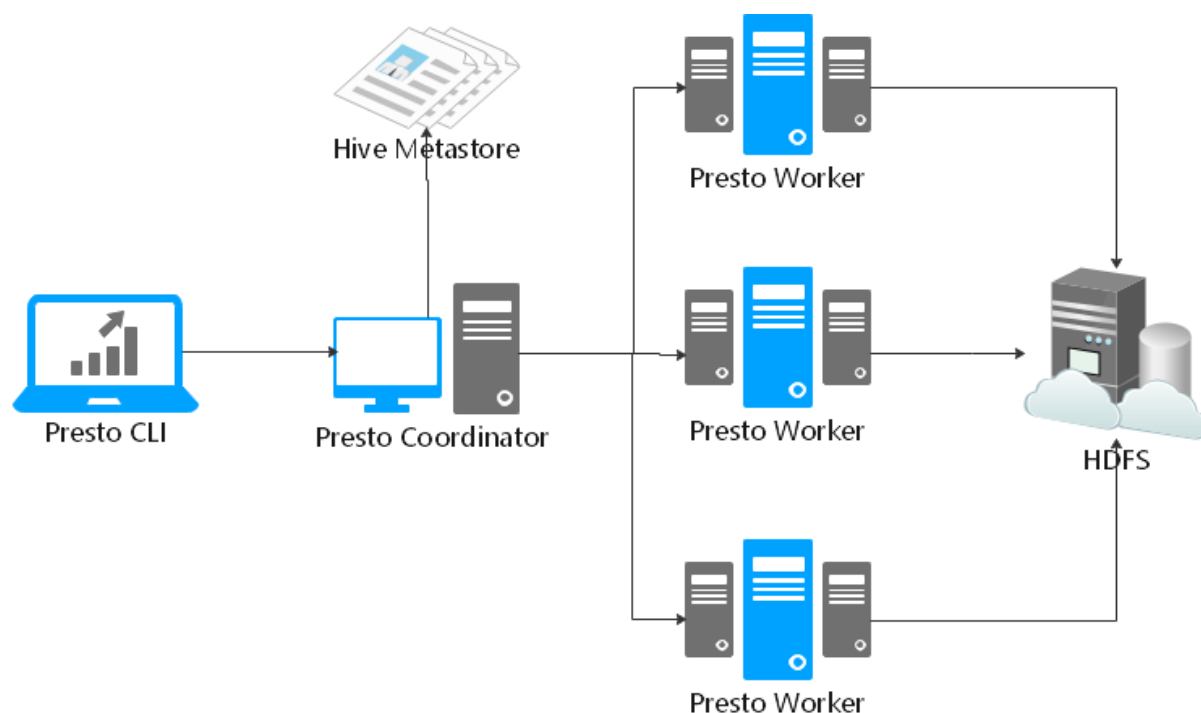 Hive Metastore
Presto Worker
Presto CLI
Presto Coordinator
Presto Worker
HDFS
Presto Worker